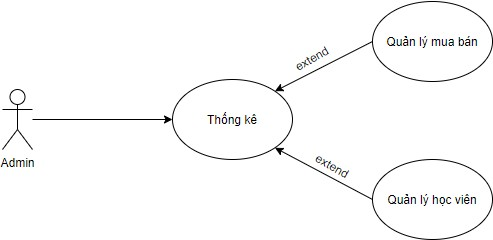 Quản lý mua bán
extend
Thống kê
Admin
extend
Quản lý học viên